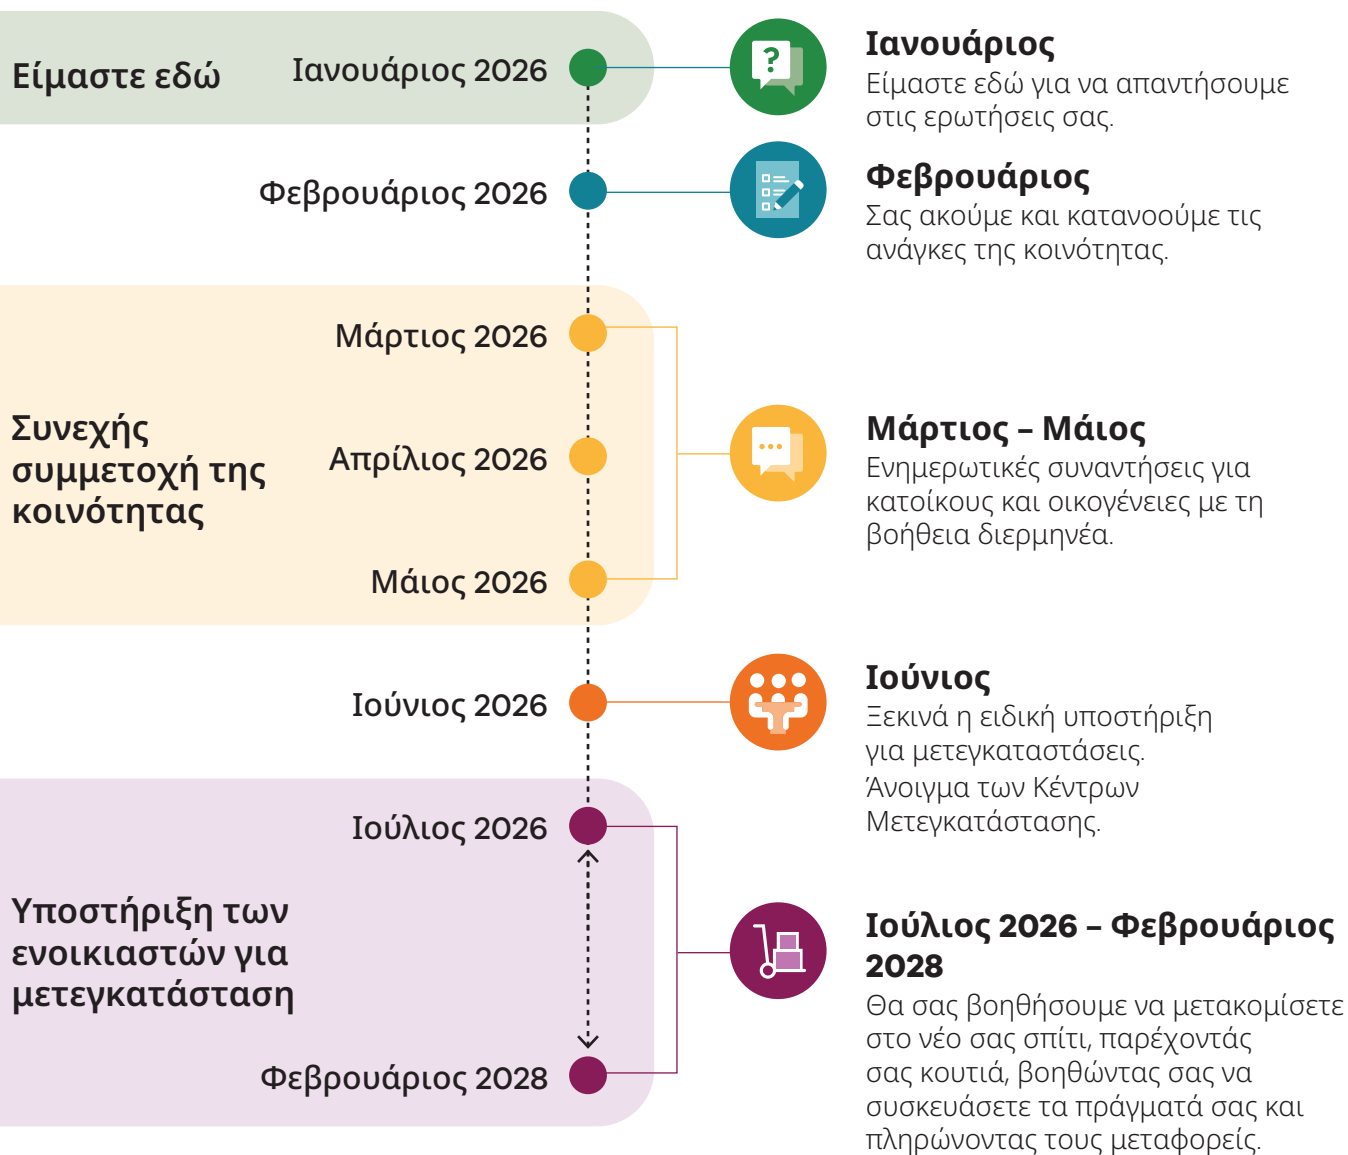 Είμαστε εδώ
Ιανουάριος 2026
?
Ιανουάριος
Είμαστε εδώ για να απαντήσουμε
στις ερωτήσεις σας.
Φεβρουάριος 2026
Φεβρουάριος
Σας ακούμε και κατανοούμε τις
ανάγκες της κοινότητας.
Συνεχής
συμμετοχή της
κοινότητας
Μάρτιος 2026
Απρίλιος 2026
Μάιος 2026
Μάρτιος – Μάιος
Ενημερωτικές συναντήσεις για
κατοίκους και οικογένειες με τη
βοήθεια διερμηνέα.
Ιούνιος 2026
Ιούνιος
Ξεκινά η ειδική υποστήριξη
για μετεγκαταστάσεις.
Άνοιγμα των Κέντρων
Μετεγκατάστασης.
Υποστήριξη των
ενοικιαστών για
μετεγκατάσταση
Ιούλιος 2026
Φεβρουάριος 2028
Ιούλιος 2026 – Φεβρουάριος
2028
Θα σας βοηθήσουμε να μετακομίσετε
στο νέο σας σπίτι, παρέχοντάς
σας κουτιά, βοηθώντας σας να
συσκευάσετε τα πράγματά σας και
πληρώνοντας τους μεταφορείς.